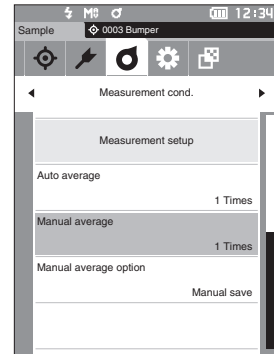 M 12:34
Sample 0003 Bumper
Measurement cond.
Measurement setup
Auto average
1 Times
Manual average
1 Times
Manual average option
Manual save